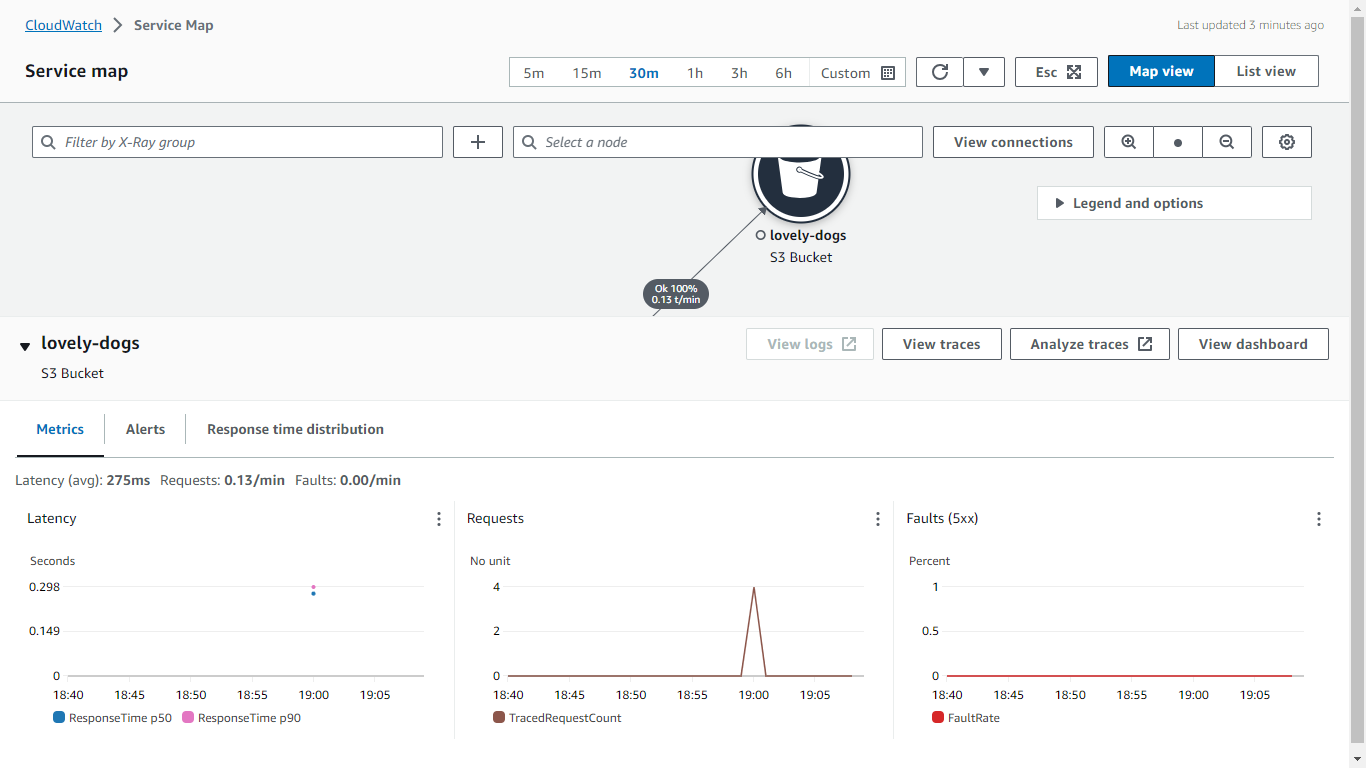 CloudWatch > Service Map
Last updated 3 minutes ago
Service map
5m 15m 30m 1h 3h 6h Custom
Esc
Map view List view
Filter by X-Ray group
Select a node
View connections
Legend and options
lovely-dogs
S3 Bucket
Ok 100%
0.13 t/min
lovely-dogs
S3 Bucket
View logs View traces Analyze traces View dashboard
Metrics Alerts Response time distribution
Latency (avg): 275ms Requests: 0.13/min Faults: 0.00/min
Latency
Seconds
0.298
0.149
0
18:40 18:45 18:50 18:55 19:00 19:05
ResponseTime p50 ResponseTime p90
Requests
No unit
4
2
0
18:40 18:45 18:50 18:55 19:00 19:05
TracedRequestCount
Faults (5xx)
Percent
1
0.5
0
18:40 18:45 18:50 18:55 19:00 19:05
FaultRate